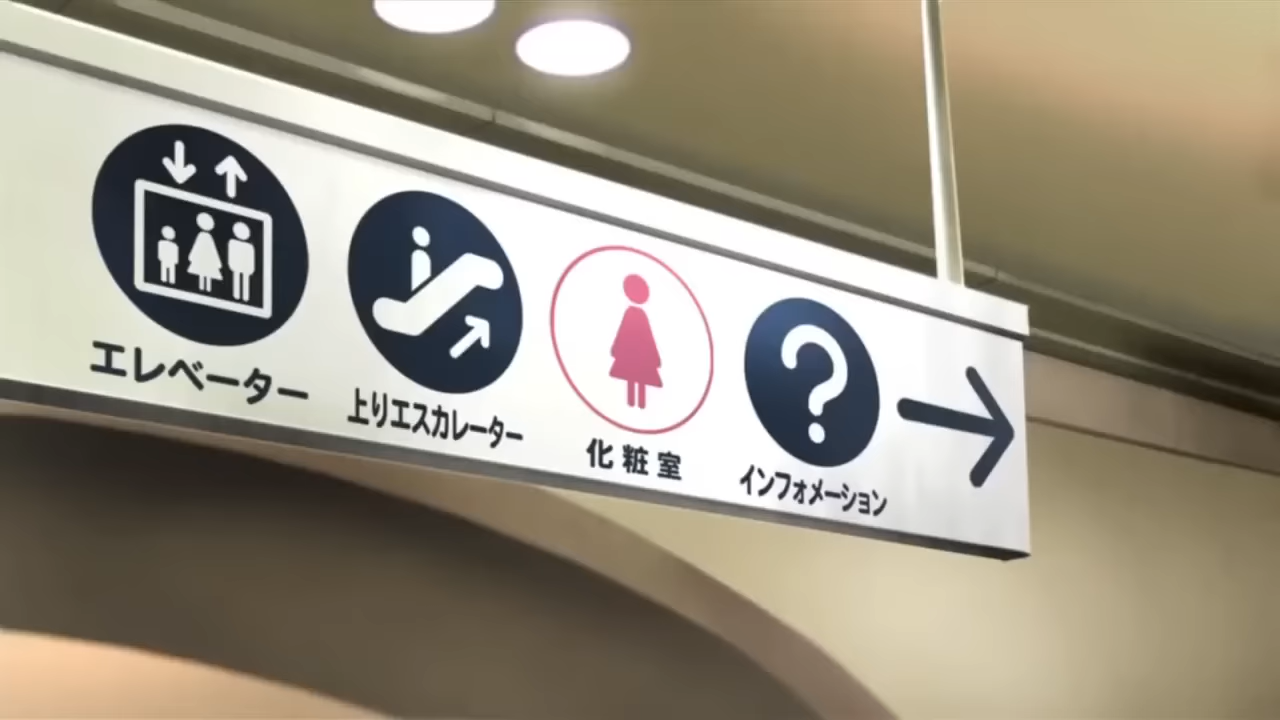 エレベーター
上りエスカレーター
化粧室
インフォメーション